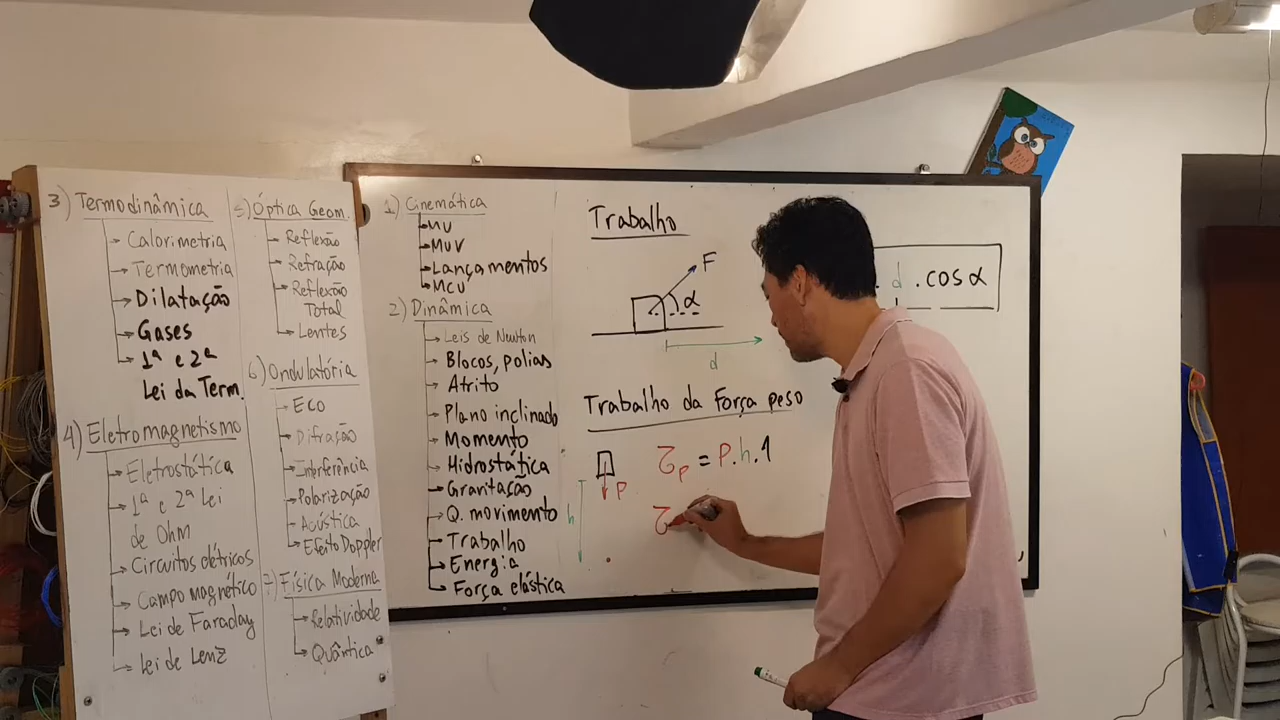 3) Termodinâmica
Calorimetria
Termometria
Dilatação
Gases
1ª e 2ª
Lei da Term.
4) Eletromagnetismo
Eletrostática
1ª e 2ª Lei
de Ohm
Circuitos elétricos
Campo magnético
Lei de Faraday
Lei de Lenz
5) Óptica Geom.
Reflexão
Refração
Reflexão
Total
Lentes
6) Ondulatória
Eco
Difração
Interferência
Polarização
Acústica
Efeito Doppler
7) Física Moderna
Relatividade
Quântica
1) Cinemática
MU
MUV
Lançamentos
MCU
2) Dinâmica
Leis de Newton
Blocos, polias
Atrito
Plano inclinado
Momento
Hidrostática
Gravitação
Q. movimento
Trabalho
Energia
Força elástica
Trabalho
F
α
d
. d . cos α
Trabalho da Força peso
P
h
τp = P.h.1
τ